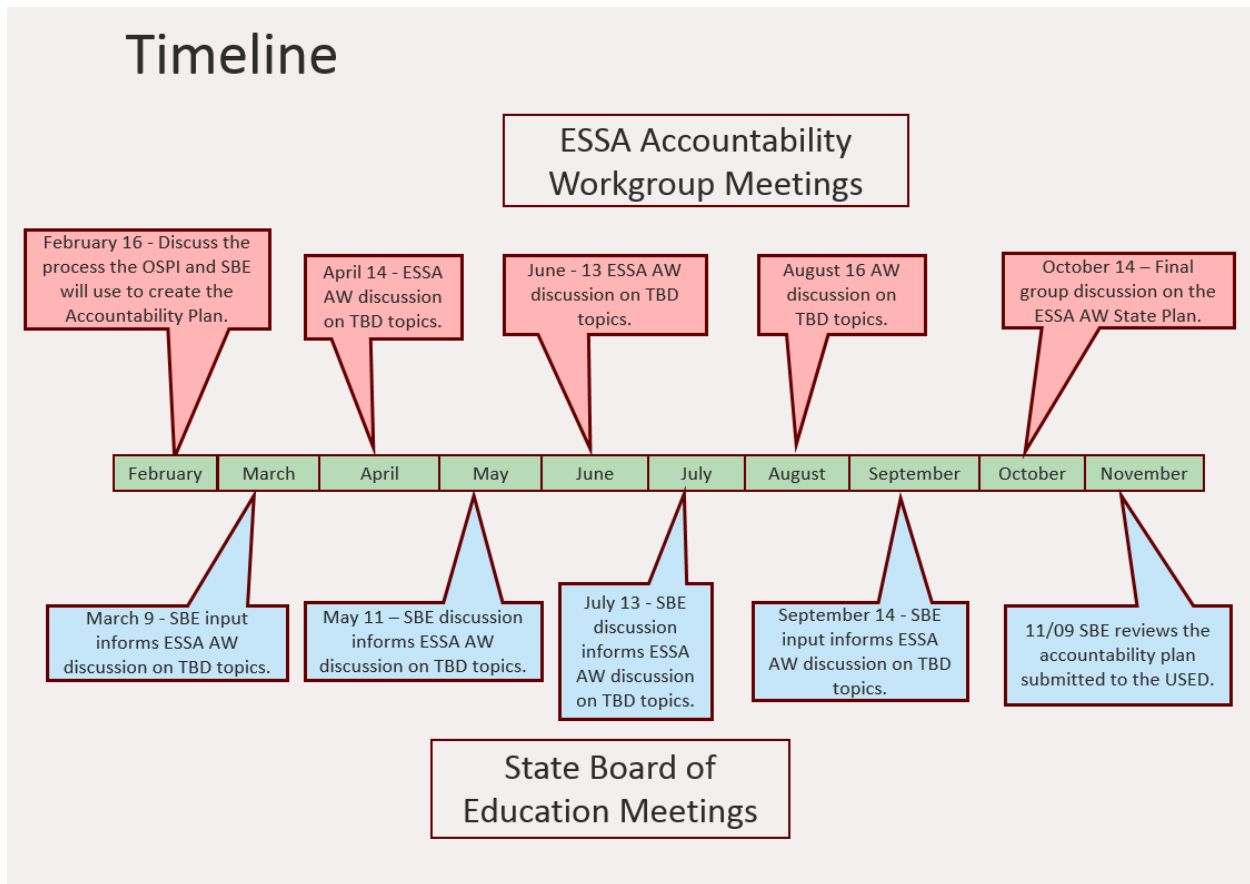 Timeline
ESSA Accountability
Workgroup Meetings
February 16 - Discuss the
process the OSPI and SBE
will use to create the
Accountability Plan.
April 14 - ESSA
AW discussion
on TBD topics.
June - 13 ESSA AW
discussion on TBD
topics.
August 16 AW
discussion on
TBD topics.
October 14 – Final
group discussion on the
ESSA AW State Plan.
February
March
April
May
June
July
August
September
October
November
March 9 - SBE input
informs ESSA AW
discussion on TBD topics.
May 11 – SBE discussion
informs ESSA AW
discussion on TBD topics.
July 13 - SBE
discussion
informs ESSA
AW discussion
on TBD topics.
September 14 - SBE
input informs ESSA
AW discussion on TBD
topics.
11/09 SBE reviews the
accountability plan
submitted to the USED.
State Board of
Education Meetings